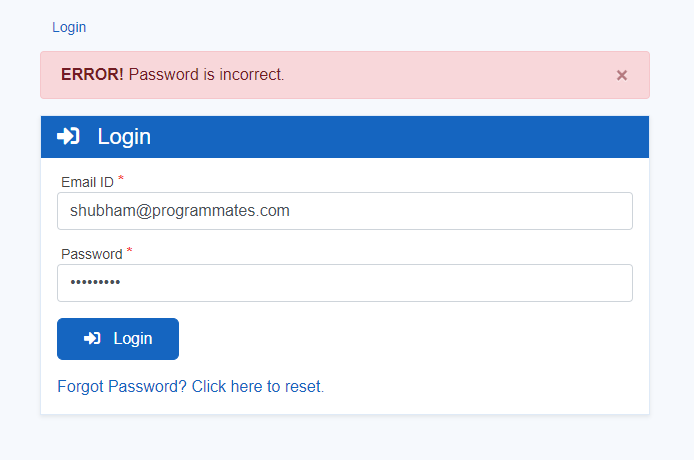 Login
ERROR! Password is incorrect. ×
Login
Email ID *
shubham@programmates.com
Password *
•••••••••
Login
Forgot Password? Click here to reset.